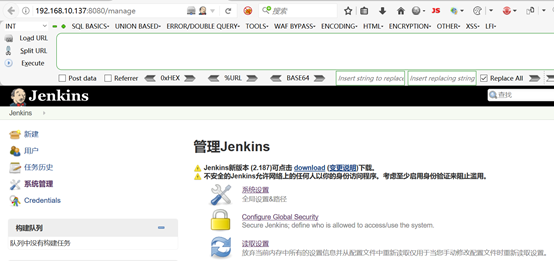 192.168.10.137:8080/manage
搜索
INT
SQL BASICS
UNION BASED
ERROR/DOUBLE QUERY
TOOLS
WAF BYPASS
ENCODING
HTML
ENCRYPTION
OTHER
XSS
LFI
Load URL
Split URL
Execute
Post data
Referrer
0xHEX
%URL
BASE64
Insert string to replace
Insert replacing string
Replace All
Jenkins
查找
Jenkins
新建
用户
任务历史
系统管理
Credentials
构建队列
队列中没有构建任务
管理Jenkins
Jenkins新版本 (2.187)可点击 download (变更说明)下载。
不安全的Jenkins允许网络上的任何人以你的身份访问程序。考虑至少启用身份验证来阻止滥用。
系统设置
全局设置&路径
Configure Global Security
Secure Jenkins; define who is allowed to access/use the system.
读取设置
放弃当前内存中所有的设置信息并从配置文件中重新读取仅用于当您手动修改配置文件时重新读取设置。